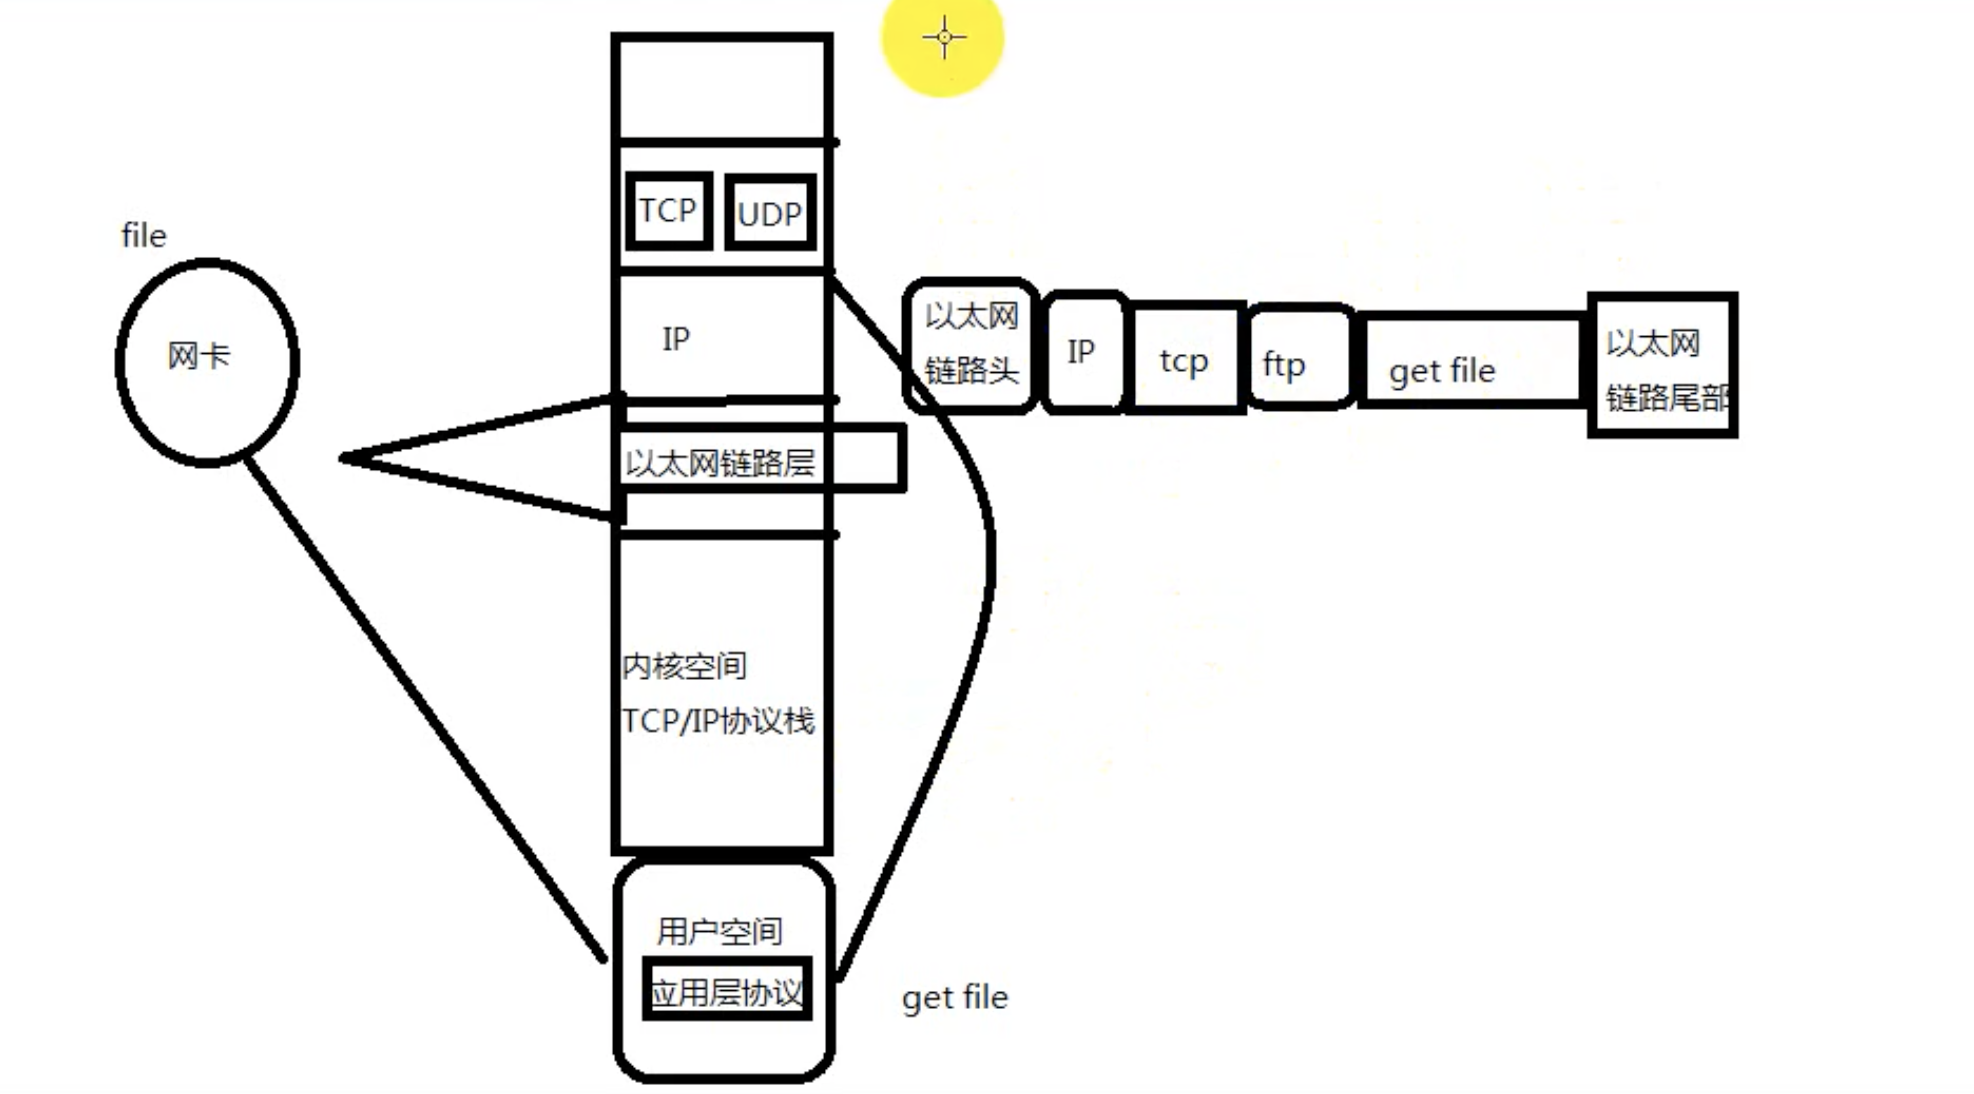 file
网卡
TCP
UDP
IP
以太网链路层
内核空间
TCP/IP协议栈
用户空间
应用层协议
get file
以太网
链路头
IP
tcp
ftp
get file
以太网
链路尾部